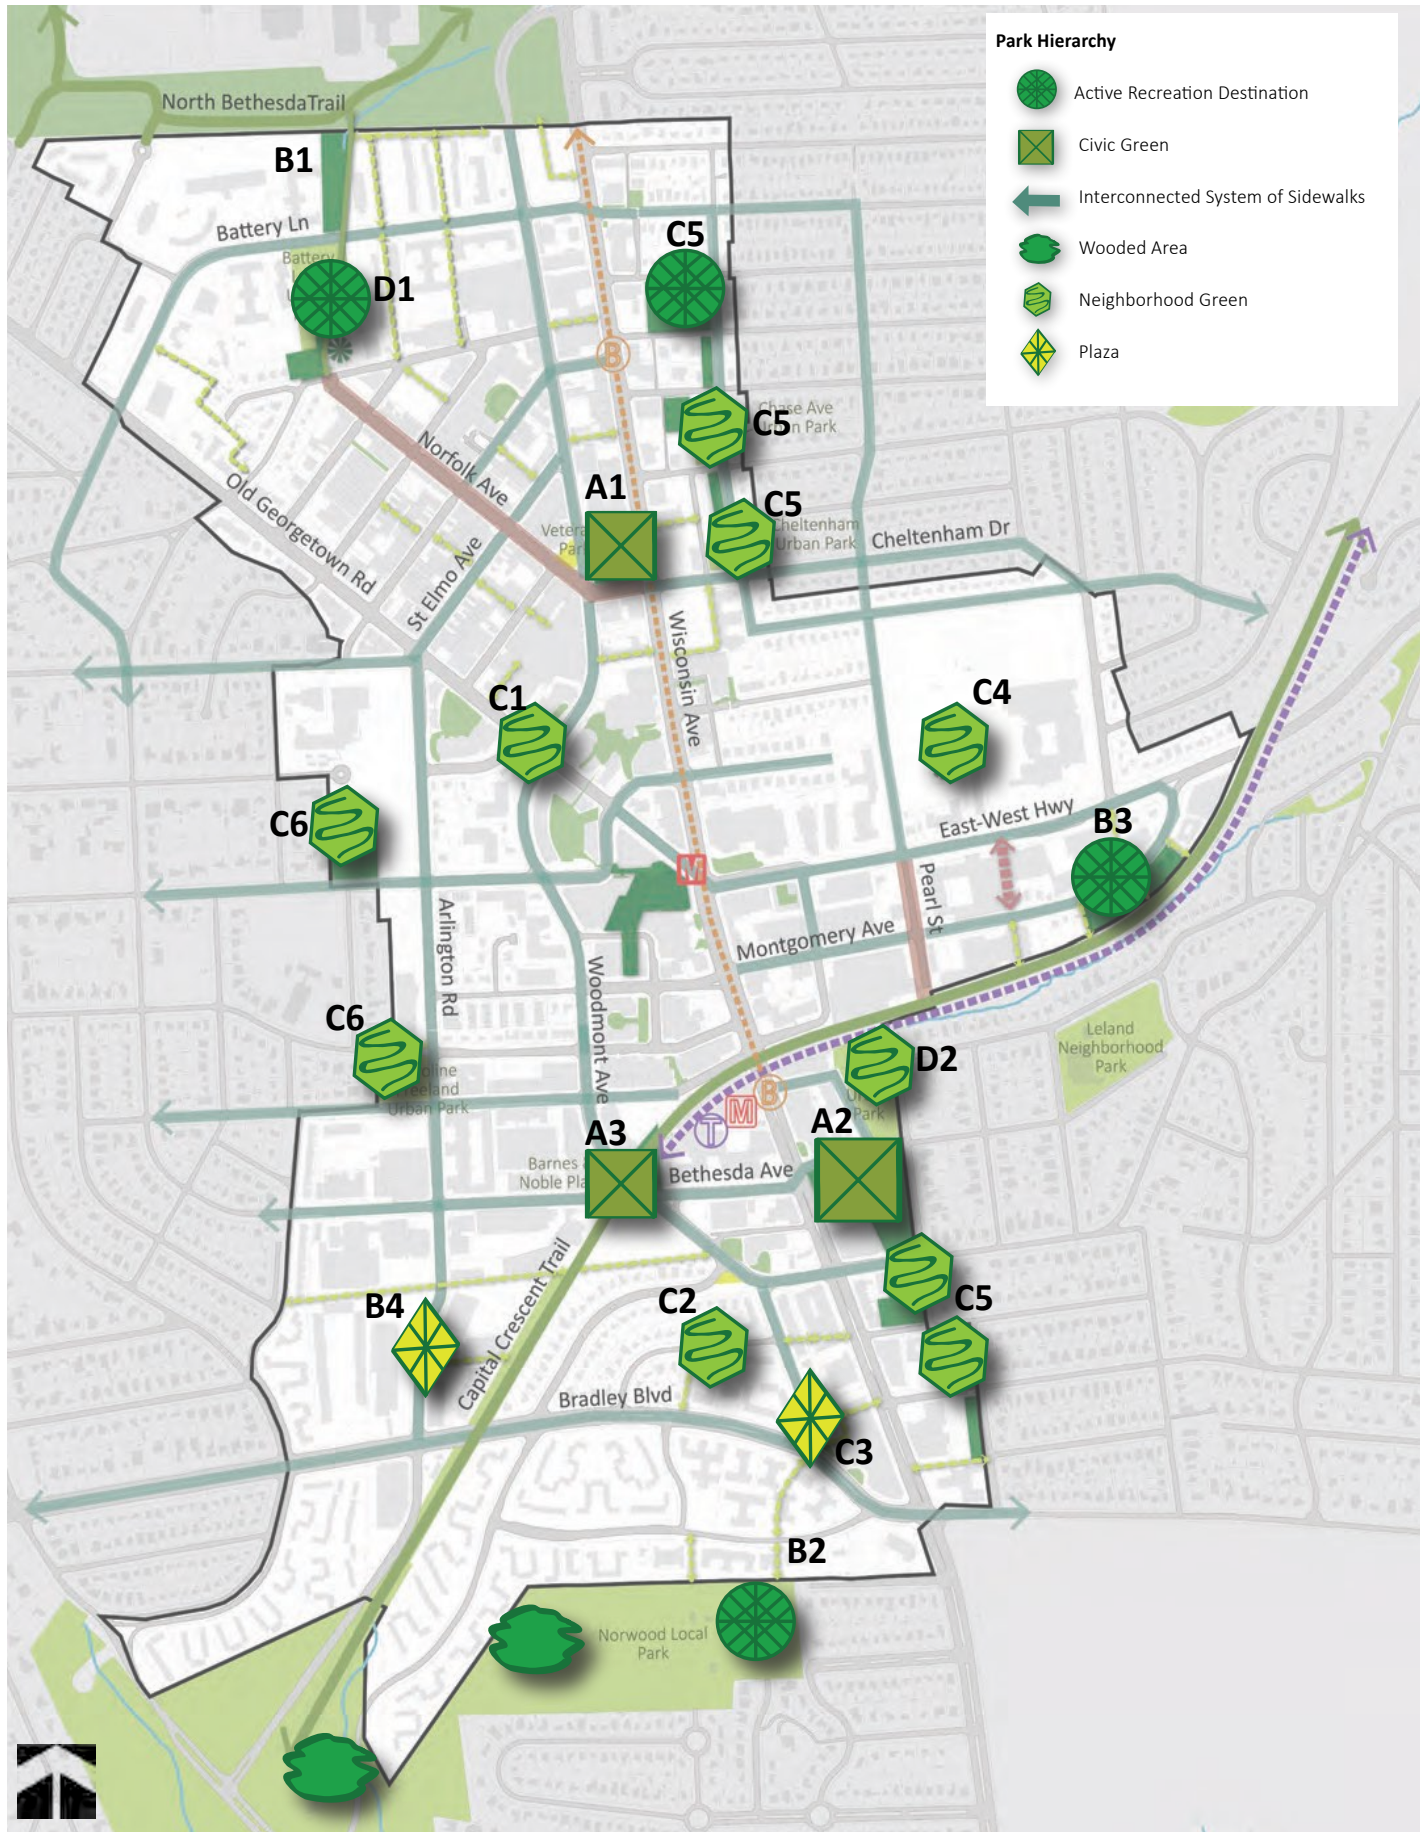 Park Hierarchy
Active Recreation Destination
Civic Green
Interconnected System of Sidewalks
Wooded Area
Neighborhood Green
Plaza
North BethesdaTrail
B1
Battery Ln
C5
Battery
D1
B
Chase Ave
Park
C5
Norfolk Ave
A1
C5
Old Georgetown Rd
Cheltenham
Urban Park
Cheltenham Dr
St Elmo Ave
Wisconsin Ave
C1
C4
C6
East-West Hwy
B3
M
Pearl St
Arlington Rd
Montgomery Ave
Woodmont Ave
C6
Leland
Neighborhood
Park
D2
Urban Park
B
M
T
Park
A3
A2
Barnes
Noble
Bethesda Ave
Capital Crescent Trail
B4
C2
C5
Bradley Blvd
C3
B2
Norwood Local
Park